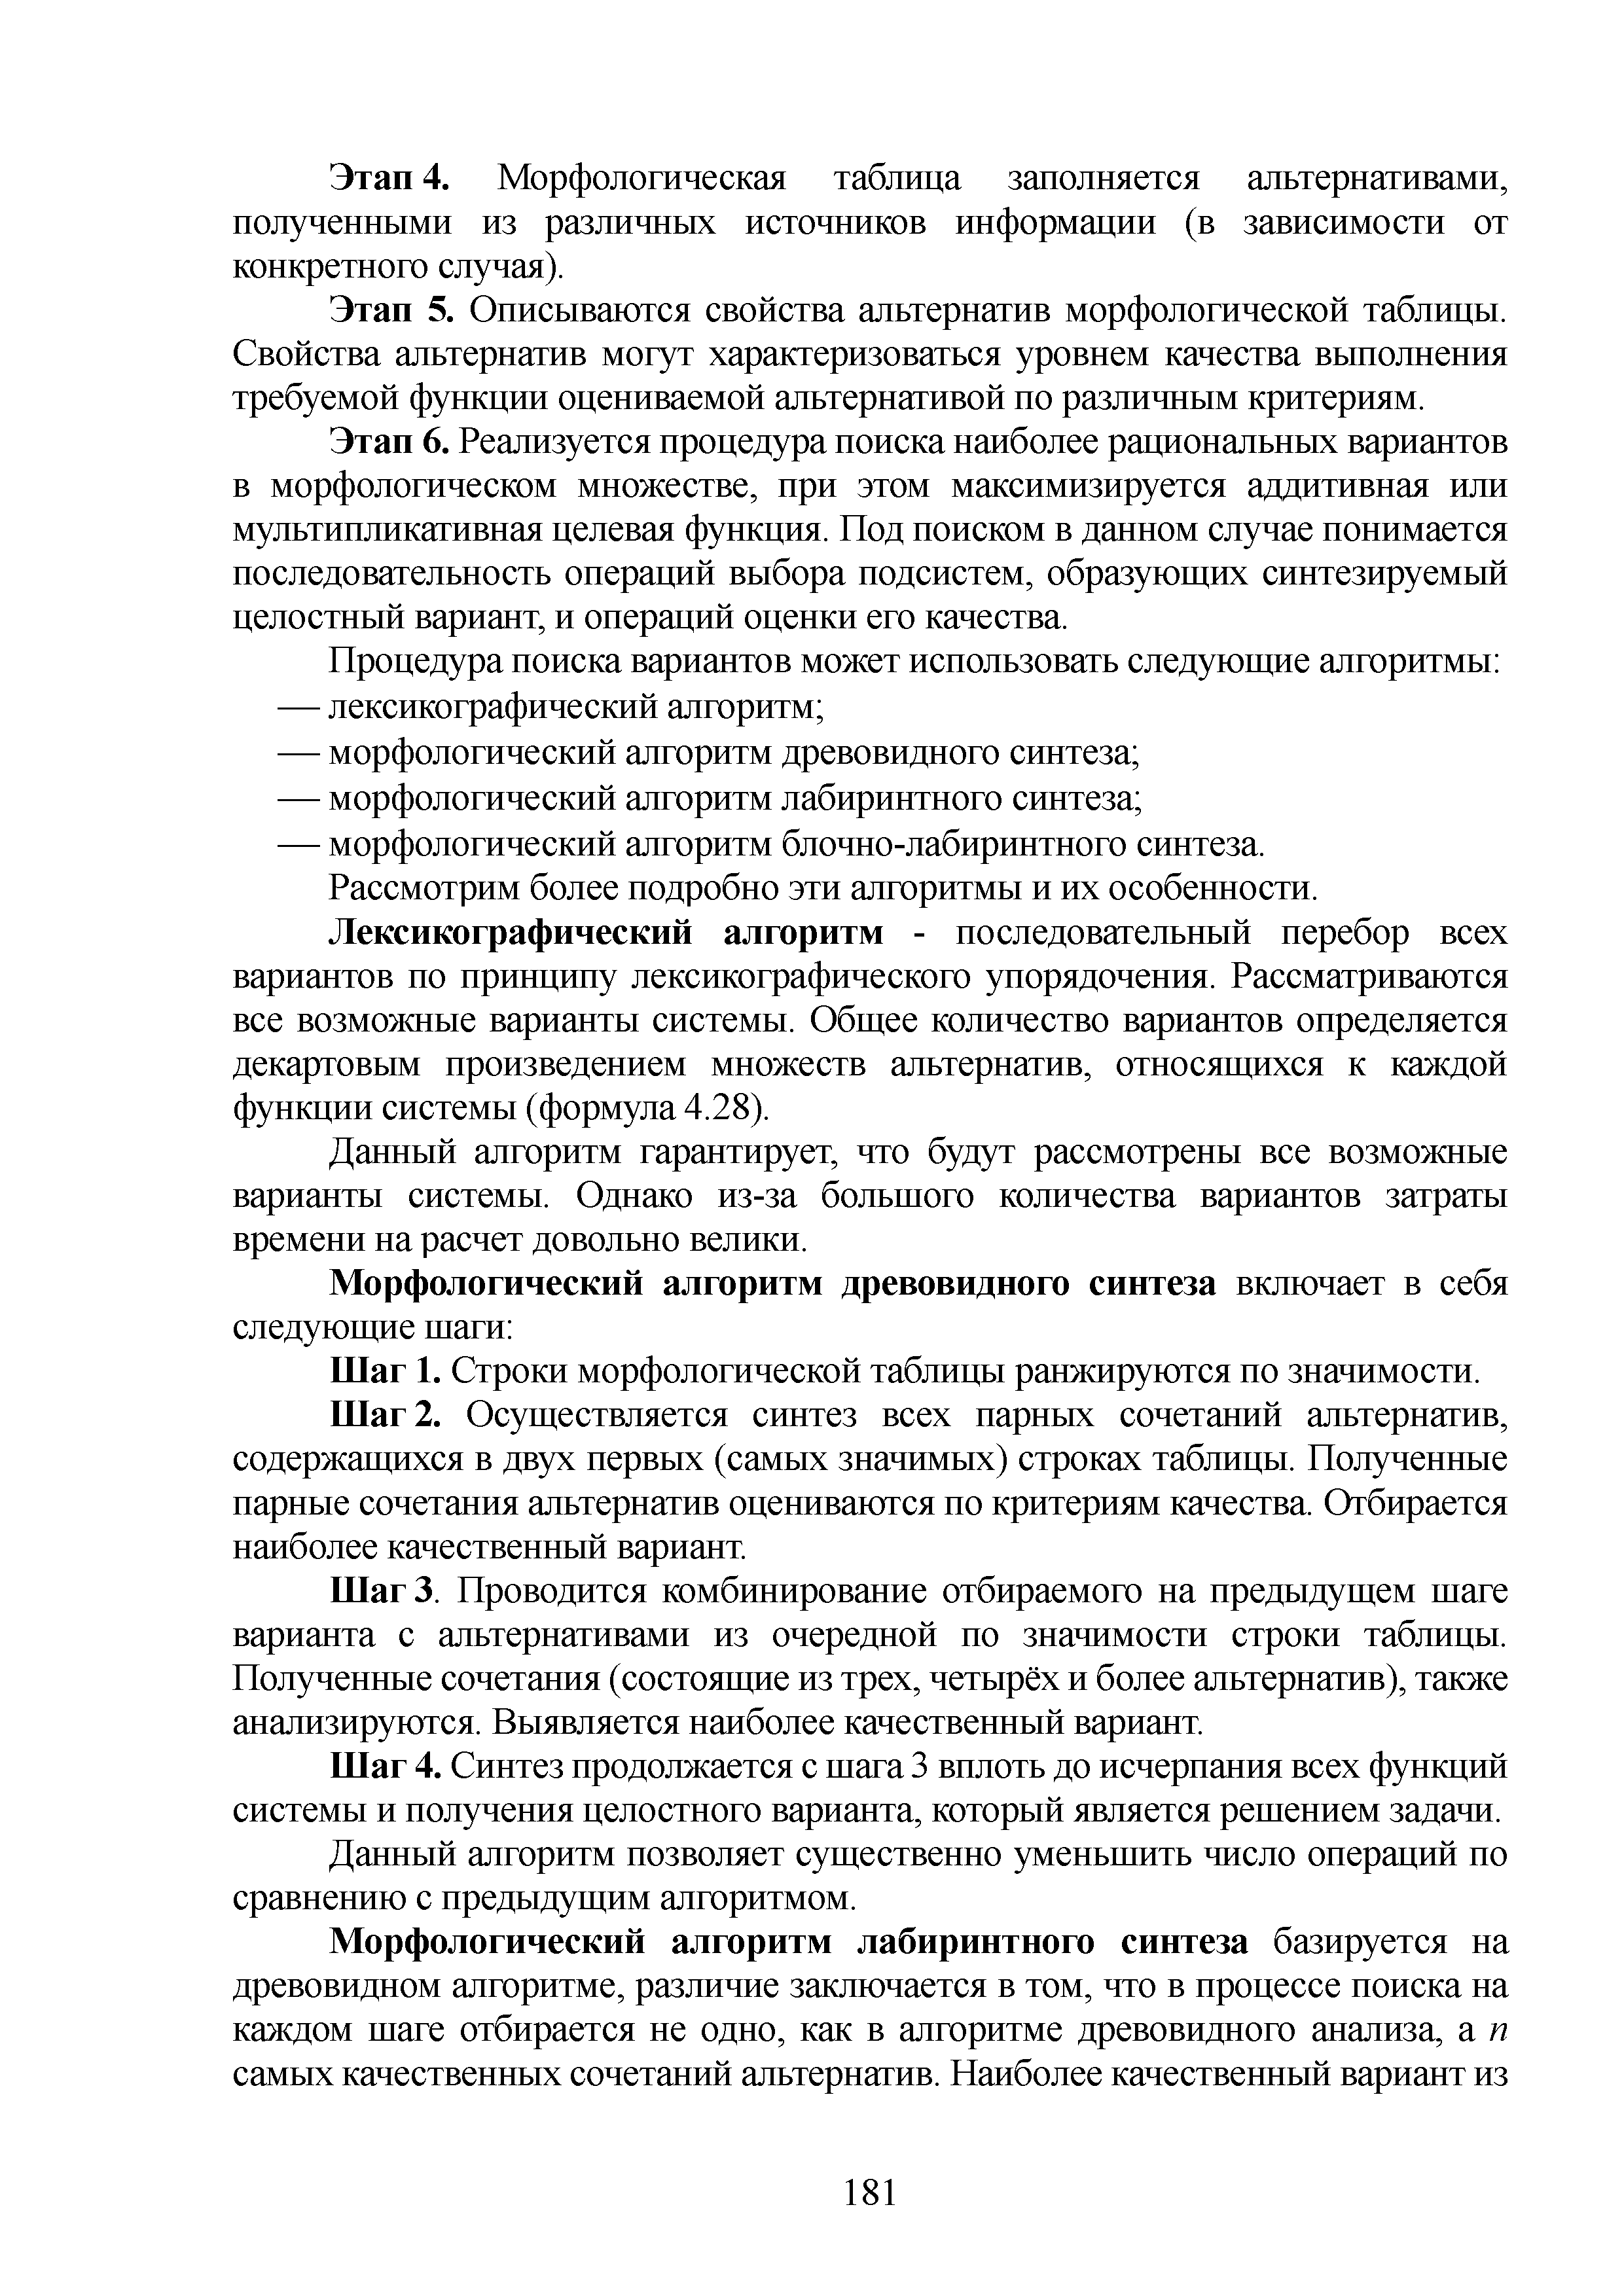 Этап 4. Морфологическая таблица заполняется альтернативами,
полученными из различных источников информации (в зависимости от
конкретного случая).
Этап 5. Описываются свойства альтернатив морфологической таблицы.
Свойства альтернатив могут характеризоваться уровнем качества выполнения
требуемой функции оцениваемой альтернативой по различным критериям.
Этап 6. Реализуется процедура поиска наиболее рациональных вариантов
в морфологическом множестве, при этом максимизируется аддитивная или
мультипликативная целевая функция. Под поиском в данном случае понимается
последовательность операций выбора подсистем, образующих синтезируемый
целостный вариант, и операций оценки его качества.
Процедура поиска вариантов может использовать следующие алгоритмы:
— лексикографический алгоритм;
— морфологический алгоритм древовидного синтеза;
— морфологический алгоритм лабиринтного синтеза;
— морфологический алгоритм блочно-лабиринтного синтеза.
Рассмотрим более подробно эти алгоритмы и их особенности.
Лексикографический алгоритм - последовательный перебор всех
вариантов по принципу лексикографического упорядочения. Рассматриваются
все возможные варианты системы. Общее количество вариантов определяется
декартовым произведением множеств альтернатив, относящихся к каждой
функции системы (формула 4.28).
Данный алгоритм гарантирует, что будут рассмотрены все возможные
варианты системы. Однако из-за большого количества вариантов затраты
времени на расчет довольно велики.
Морфологический алгоритм древовидного синтеза включает в себя
следующие шаги:
Шаг 1. Строки морфологической таблицы ранжируются по значимости.
Шаг 2. Осуществляется синтез всех парных сочетаний альтернатив,
содержащихся в двух первых (самых значимых) строках таблицы. Полученные
парные сочетания альтернатив оцениваются по критериям качества. Отбирается
наиболее качественный вариант.
Шаг 3. Проводится комбинирование отбираемого на предыдущем шаге
варианта с альтернативами из очередной по значимости строки таблицы.
Полученные сочетания (состоящие из трех, четырёх и более альтернатив), также
анализируются. Выявляется наиболее качественный вариант.
Шаг 4. Синтез продолжается с шага 3 вплоть до исчерпания всех функций
системы и получения целостного варианта, который является решением задачи.
Данный алгоритм позволяет существенно уменьшить число операций по
сравнению с предыдущим алгоритмом.
Морфологический алгоритм лабиринтного синтеза базируется на
древовидном алгоритме, различие заключается в том, что в процессе поиска на
каждом шаге отбирается не одно, как в алгоритме древовидного анализа, а n
самых качественных сочетаний альтернатив. Наиболее качественный вариант из
181